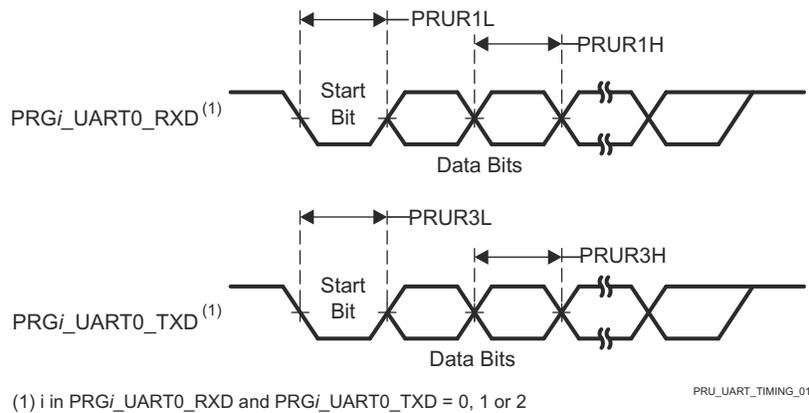 PRUR1L
PRUR1H
PRGi_UART0_RXD (1)
Start
Bit
Data Bits
PRUR3L
PRUR3H
PRGi_UART0_TXD (1)
Start
Bit
Data Bits
(1) i in PRGi_UART0_RXD and PRGi_UART0_TXD = 0, 1 or 2
PRU_UART_TIMING_01